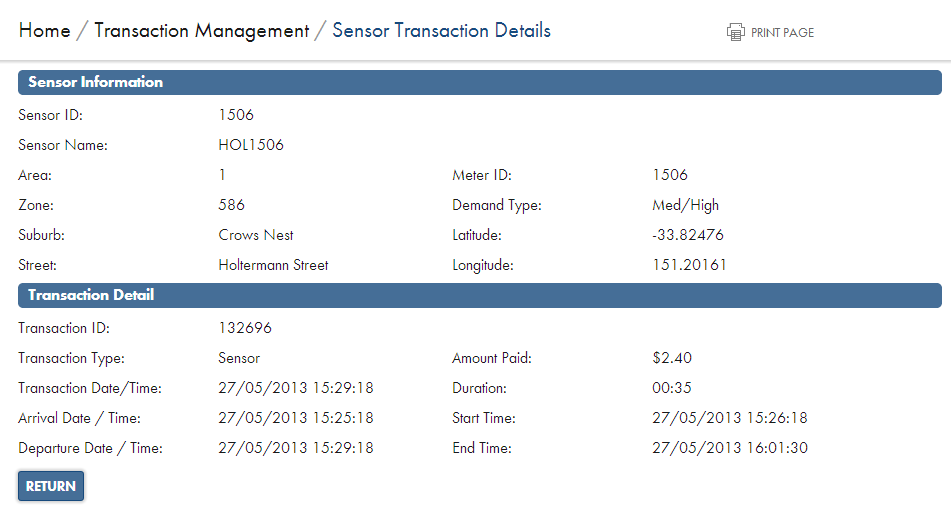 Home / Transaction Management / Sensor Transaction Details PRINT PAGE
Sensor Information
Sensor ID: 1506
Sensor Name: HOL1506
Area: 1 Meter ID: 1506
Zone: 586 Demand Type: Med/High
Suburb: Crows Nest Latitude: -33.82476
Street: Holtermann Street Longitude: 151.20161
Transaction Detail
Transaction ID: 132696
Transaction Type: Sensor Amount Paid: $2.40
Transaction Date/Time: 27/05/2013 15:29:18 Duration: 00:35
Arrival Date / Time: 27/05/2013 15:25:18 Start Time: 27/05/2013 15:26:18
Departure Date / Time: 27/05/2013 15:29:18 End Time: 27/05/2013 16:01:30
RETURN